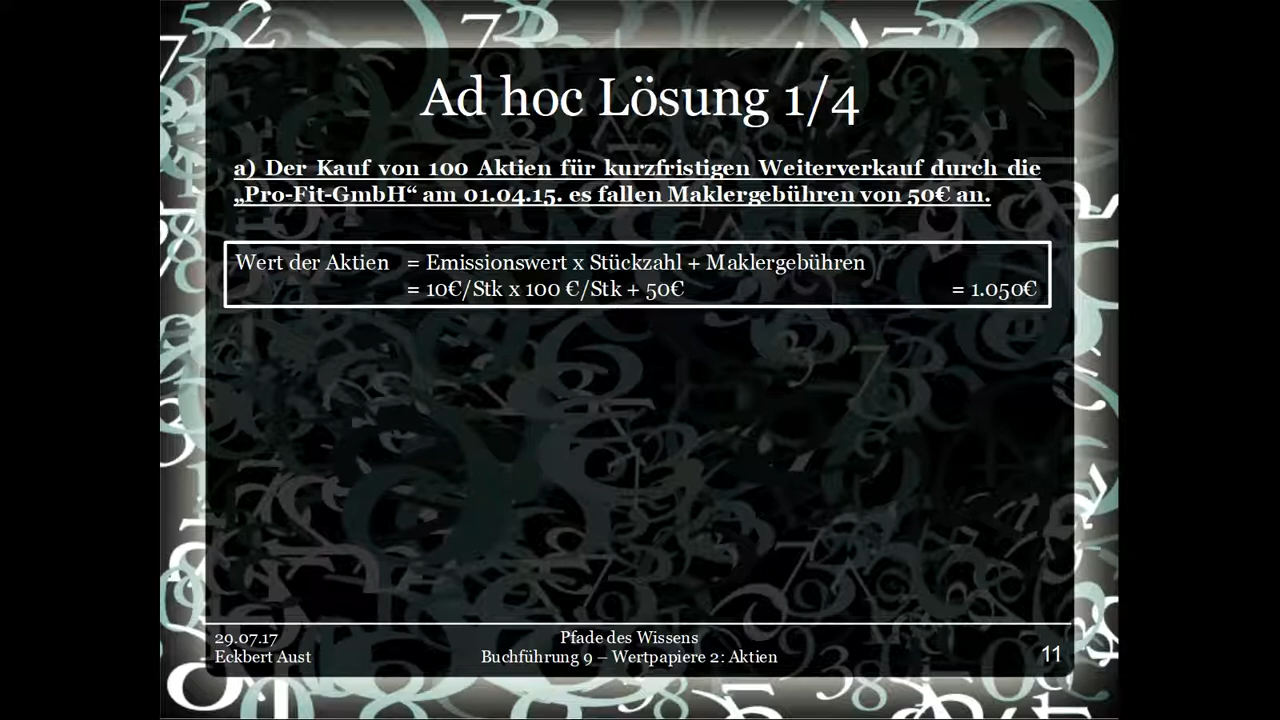 Ad hoc Lösung 1/4
a) Der Kauf von 100 Aktien für kurzfristigen Weiterverkauf durch die
„Pro-Fit-GmbH“ am 01.04.15. es fallen Maklergebühren von 50€ an.
Wert der Aktien = Emissionswert x Stückzahl + Maklergebühren
= 10€/Stk x 100 €/Stk + 50€ = 1.050€
29.07.17 Pfade des Wissens
Eckbert Aust Buchführung 9 – Wertpapiere 2: Aktien 11